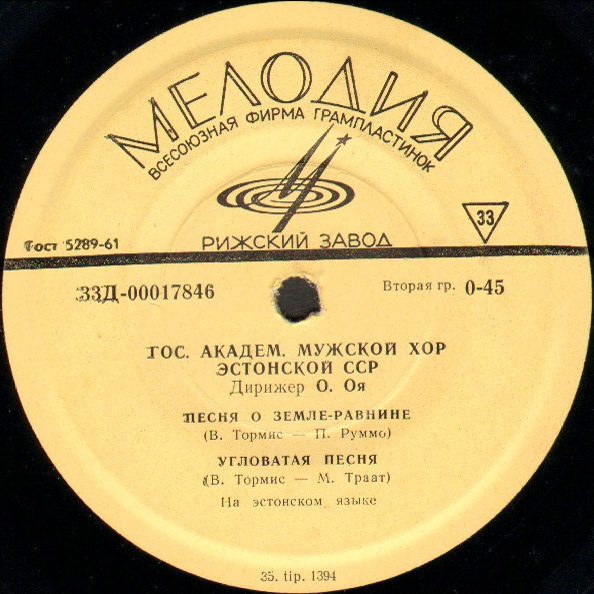 МЕЛОДИЯ
ВСЕСОЮЗНАЯ ФИРМА ГРАМПЛАСТИНОК
33
Гост 5289-61
РИЖСКИЙ ЗАВОД
33Д-00017846
Вторая гр. 0-45
ГОС. АКАДЕМ. МУЖСКОЙ ХОР
ЭСТОНСКОЙ ССР
Дирижер О. Оя
ПЕСНЯ О ЗЕМЛЕ-РАВНИНЕ
(В. Тормис — П. Руммо)
УГЛОВАТАЯ ПЕСНЯ
(В. Тормис — М. Траат)
На эстонском языке
35. tip. 1394